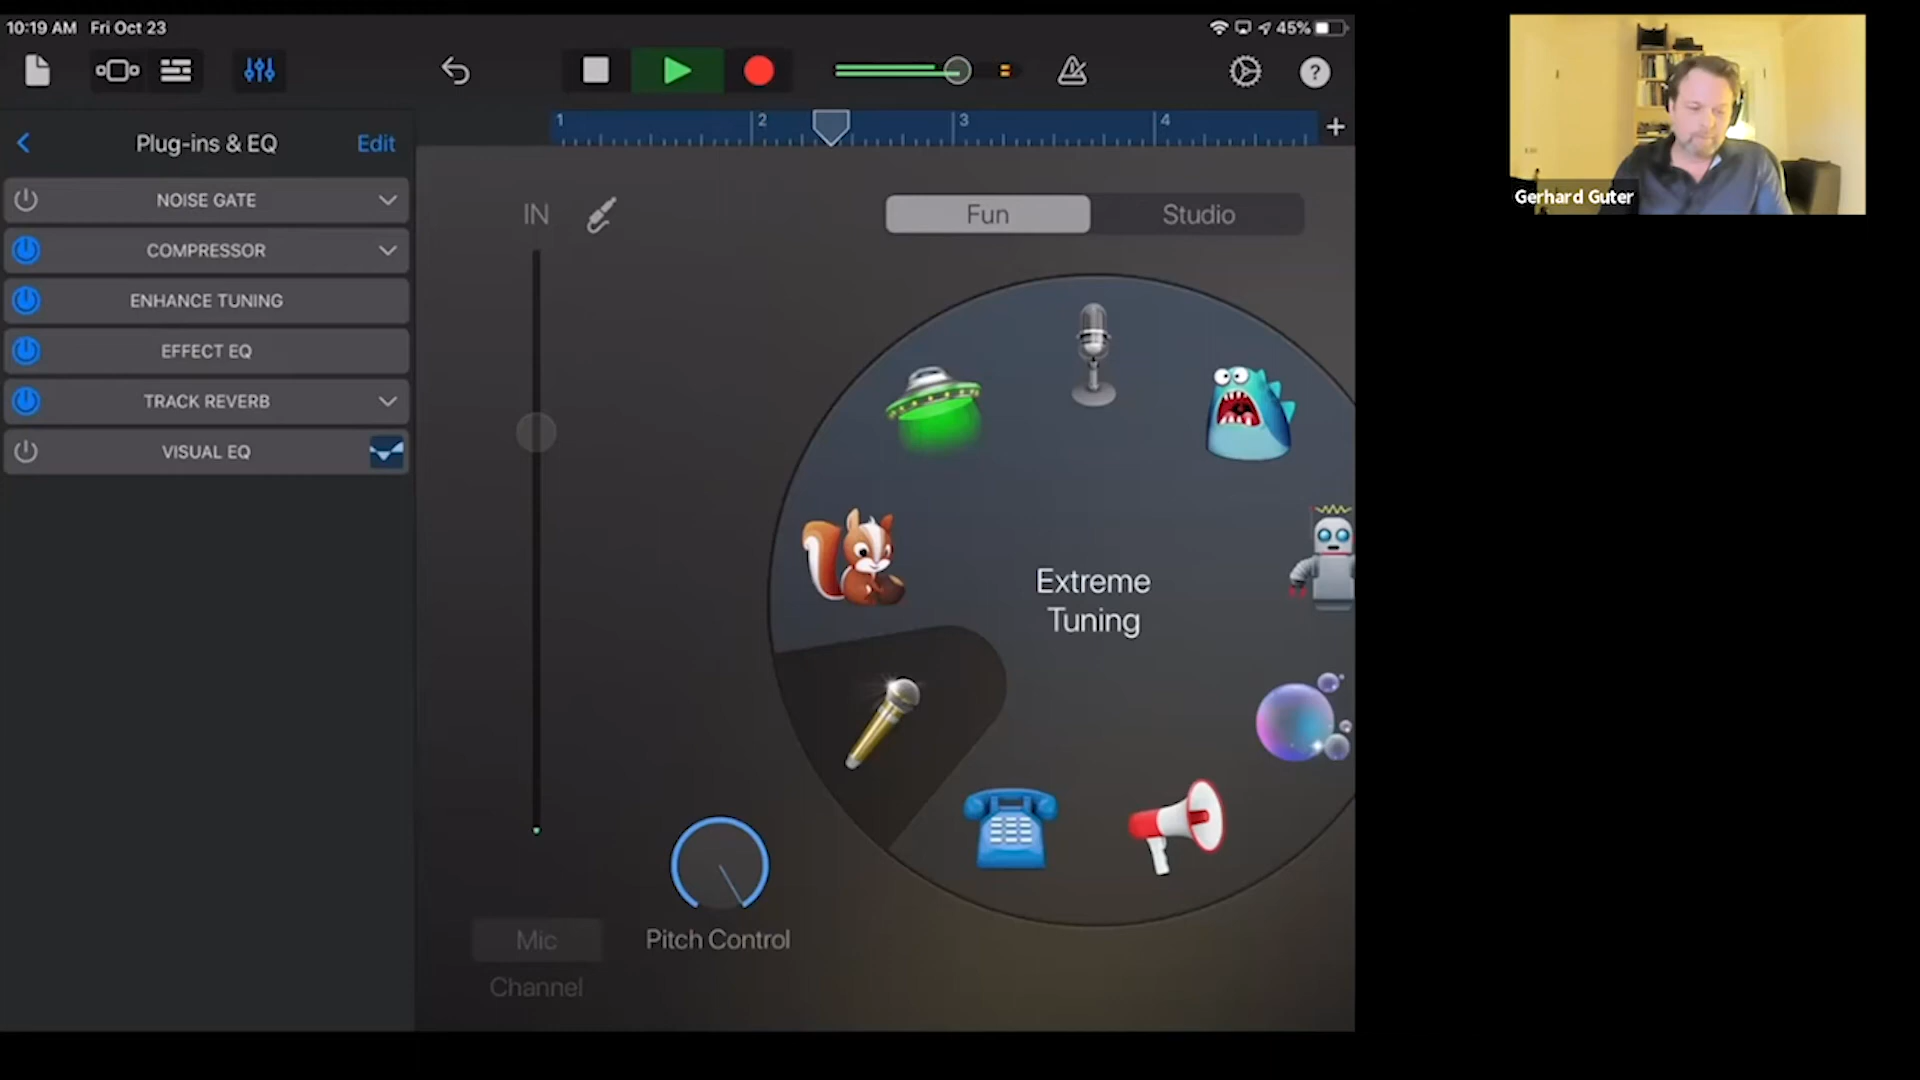 10:19 AM Fri Oct 23
45%
?
1 2 3 4
Plug-ins & EQ Edit
NOISE GATE
COMPRESSOR
ENHANCE TUNING
EFFECT EQ
TRACK REVERB
VISUAL EQ
IN
Fun Studio
Extreme
Tuning
Pitch Control
Mic
Channel
Gerhard Guter